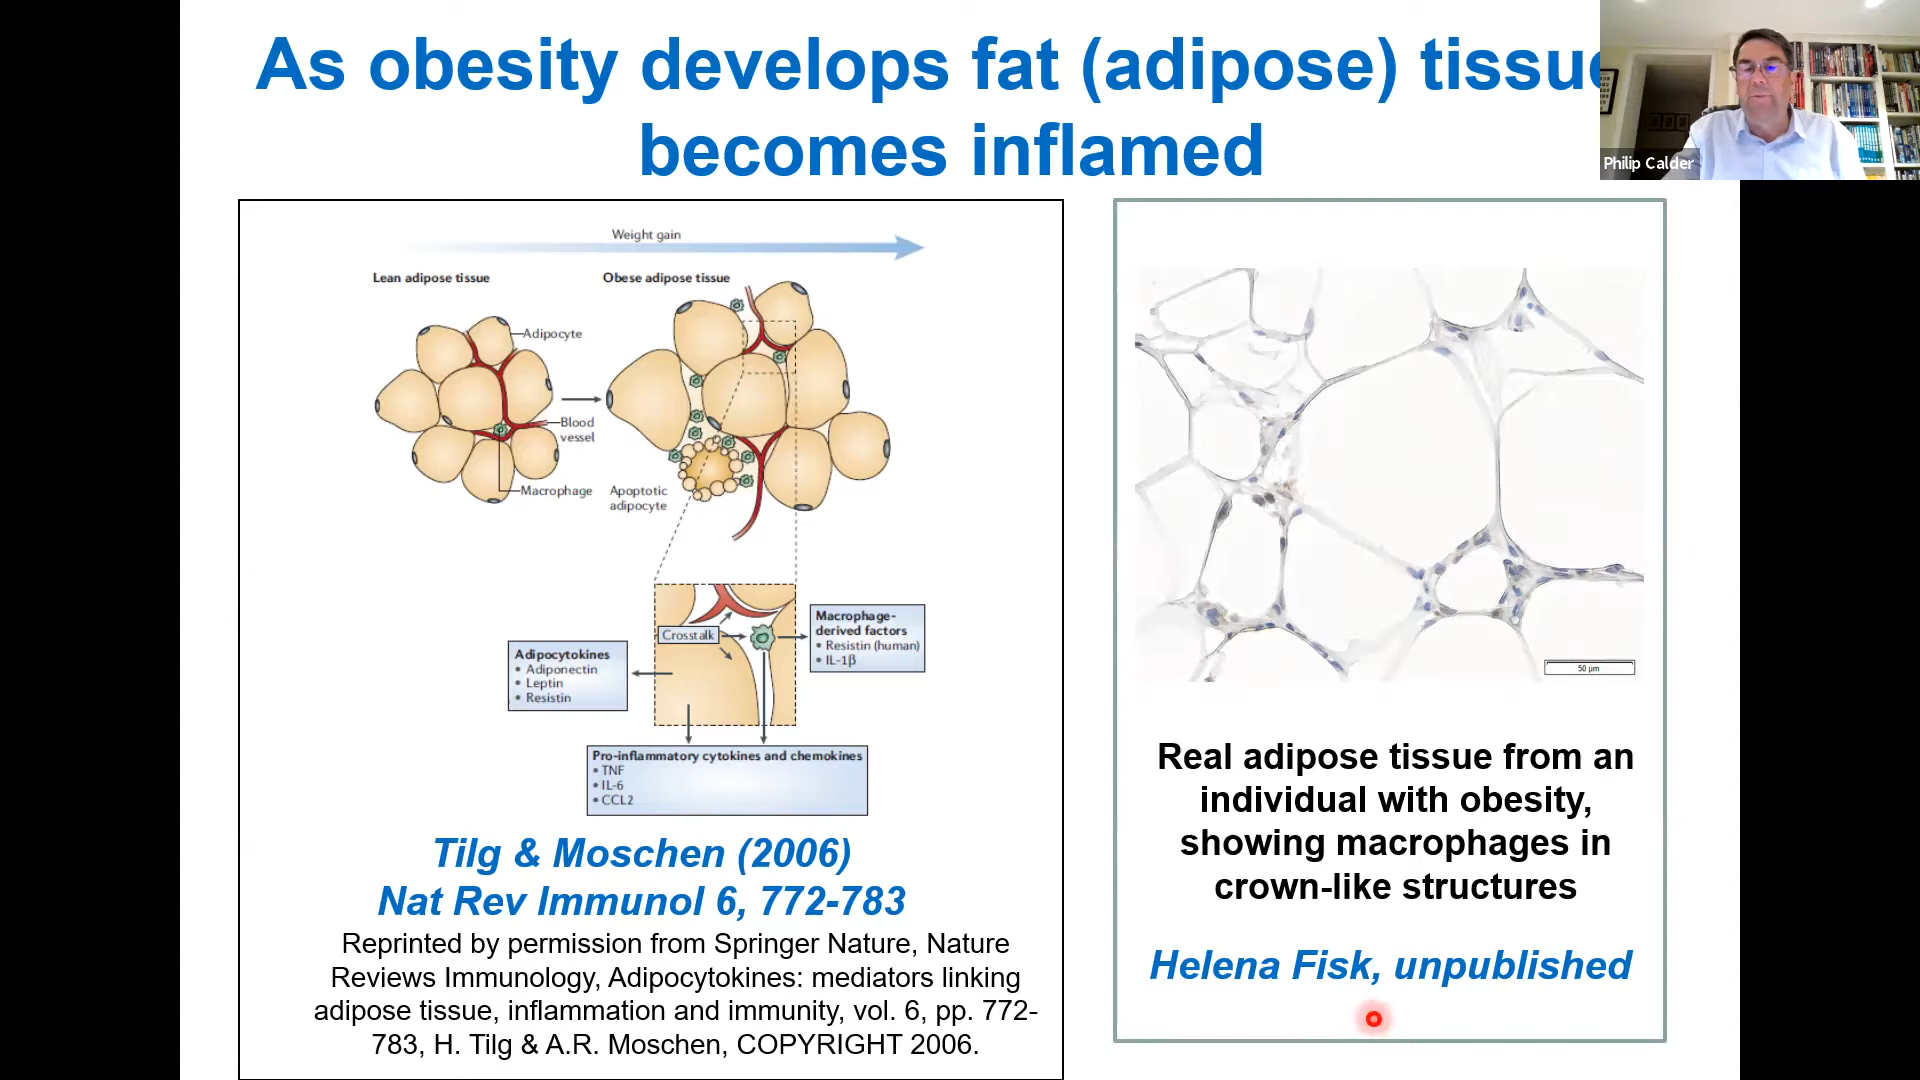 As obesity develops fat (adipose) tissue
becomes inflamed
Philip Calder
Weight gain
Lean adipose tissue
Obese adipose tissue
Adipocyte
Blood
vessel
Macrophage
Apoptotic
adipocyte
Crosstalk
Macrophage-
derived factors
• Resistin (human)
• IL-1β
Adipocytokines
• Adiponectin
• Leptin
• Resistin
Pro-inflammatory cytokines and chemokines
• TNF
• IL-6
• CCL2
Tilg & Moschen (2006)
Nat Rev Immunol 6, 772-783
Reprinted by permission from Springer Nature, Nature
Reviews Immunology, Adipocytokines: mediators linking
adipose tissue, inflammation and immunity, vol. 6, pp. 772-
783, H. Tilg & A.R. Moschen, COPYRIGHT 2006.
50 µm
Real adipose tissue from an
individual with obesity,
showing macrophages in
crown-like structures
Helena Fisk, unpublished